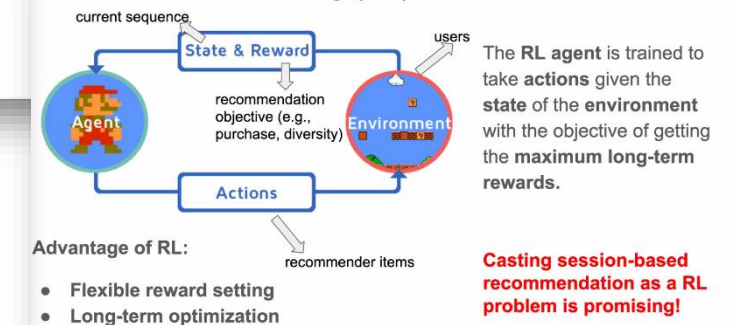 current sequence
users
State & Reward
recommendation
objective (e.g.,
purchase, diversity)
Agent
Environment
Actions
recommender items
The RL agent is trained to
take actions given the
state of the environment
with the objective of getting
the maximum long-term
rewards.
Advantage of RL:
● Flexible reward setting
● Long-term optimization
Casting session-based
recommendation as a RL
problem is promising!